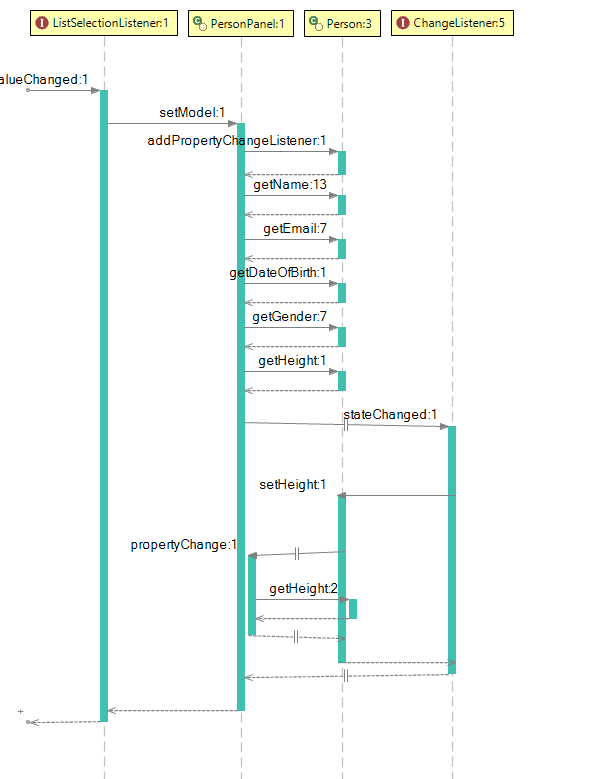 I ListSelectionListener:1
C PersonPanel:1
C Person:3
I ChangeListener:5
alueChanged:1
setModel:1
addPropertyChangeListener:1
getName:13
getEmail:7
getDateOfBirth:1
getGender:7
getHeight:1
stateChanged:1
setHeight:1
propertyChange:1
getHeight:2
+